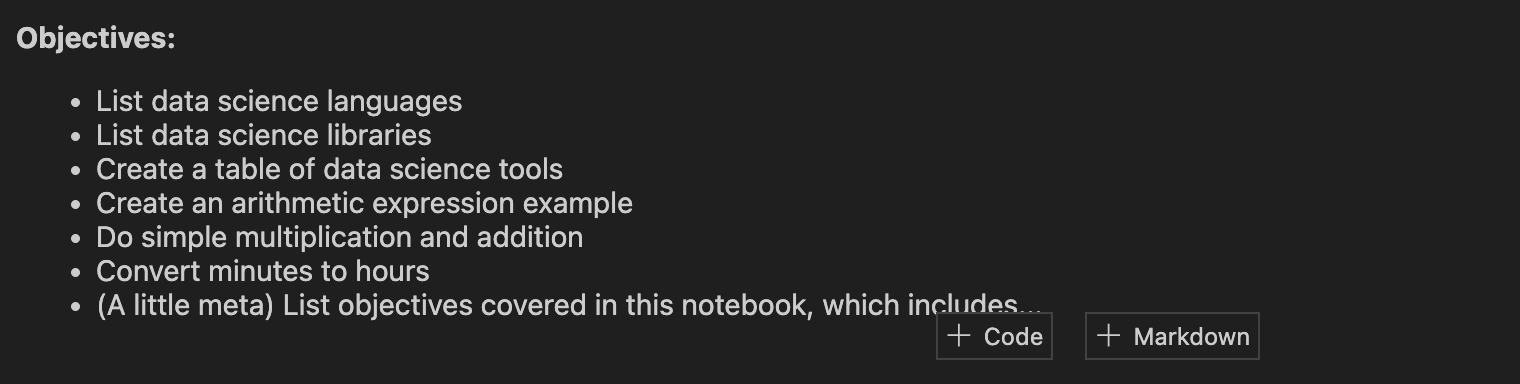 Objectives:
• List data science languages
• List data science libraries
• Create a table of data science tools
• Create an arithmetic expression example
• Do simple multiplication and addition
• Convert minutes to hours
• (A little meta) List objectives covered in this notebook, which includes...
+ Code + Markdown